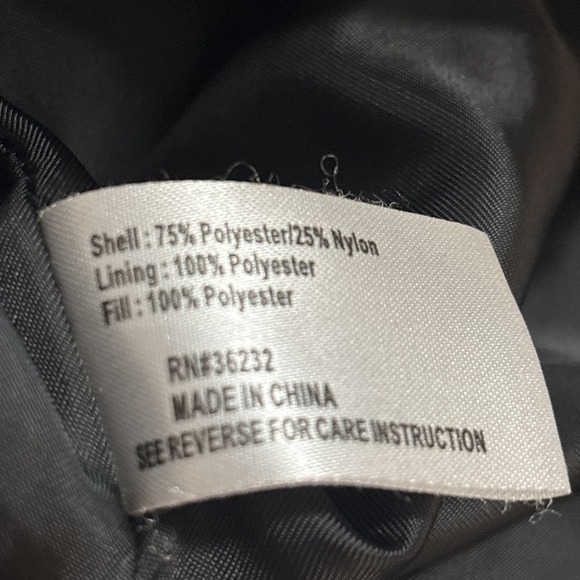 Shell : 75% Polyester/25% Nylon
Lining : 100% Polyester
Fill : 100% Polyester
RN#36232
MADE IN CHINA
SEE REVERSE FOR CARE INSTRUCTION